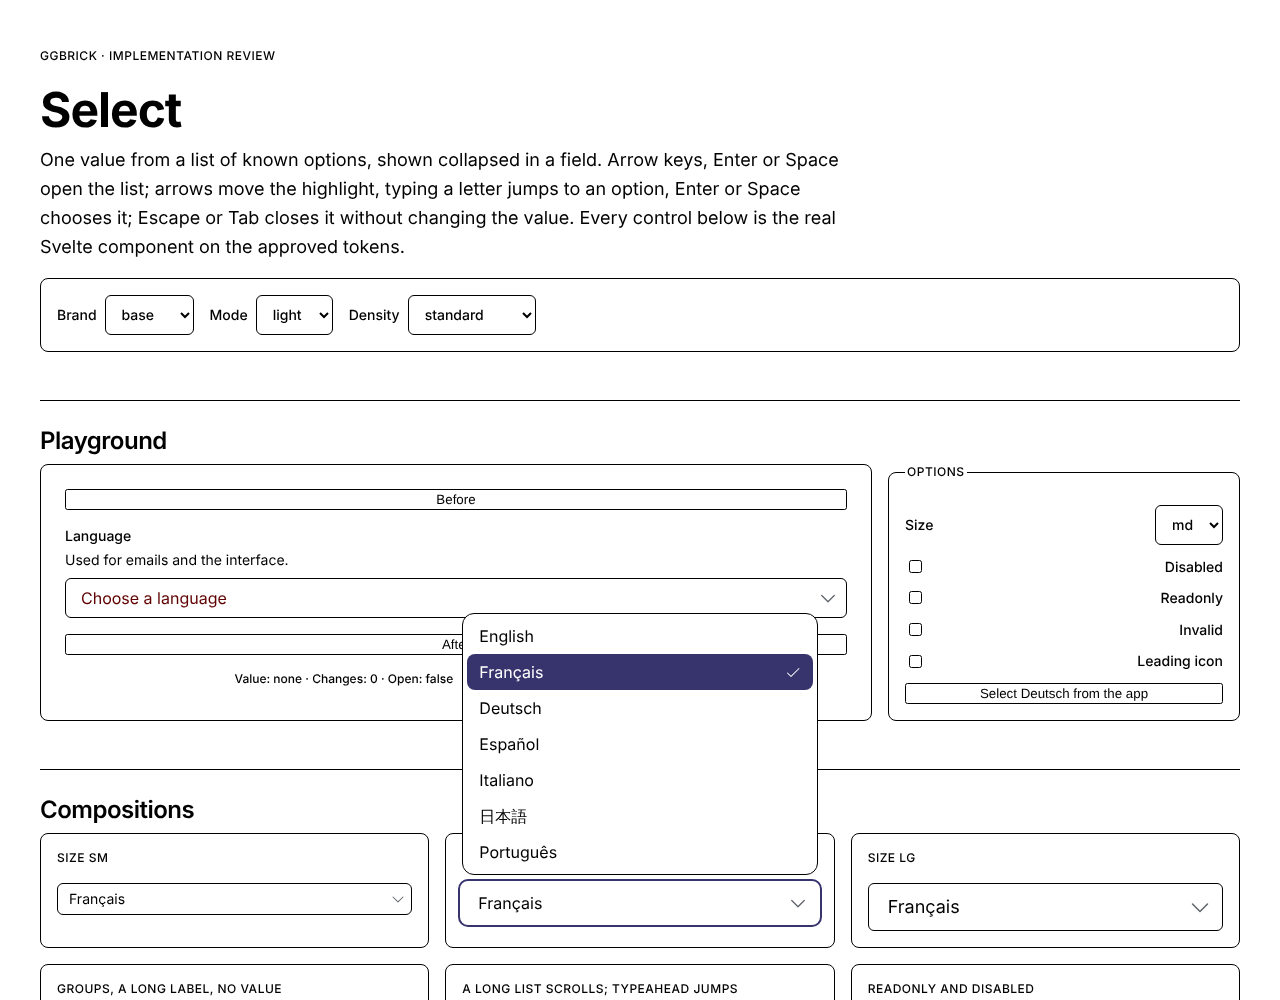 GGBRICK · IMPLEMENTATION REVIEW
Select
One value from a list of known options, shown collapsed in a field. Arrow keys, Enter or Space
open the list; arrows move the highlight, typing a letter jumps to an option, Enter or Space
chooses it; Escape or Tab closes it without changing the value. Every control below is the real
Svelte component on the approved tokens.
Brand base Mode light Density standard
Playground
Before
Language
Used for emails and the interface.
Choose a language
Value: none · Changes: 0 · Open: false
OPTIONS
Size md
Disabled
Readonly
Invalid
Leading icon
Select Deutsch from the app
English
Français
Deutsch
Español
Italiano
日本語
Português
Compositions
SIZE SM
Français
Français
SIZE LG
Français
GROUPS, A LONG LABEL, NO VALUE
A LONG LIST SCROLLS; TYPEAHEAD JUMPS
READONLY AND DISABLED